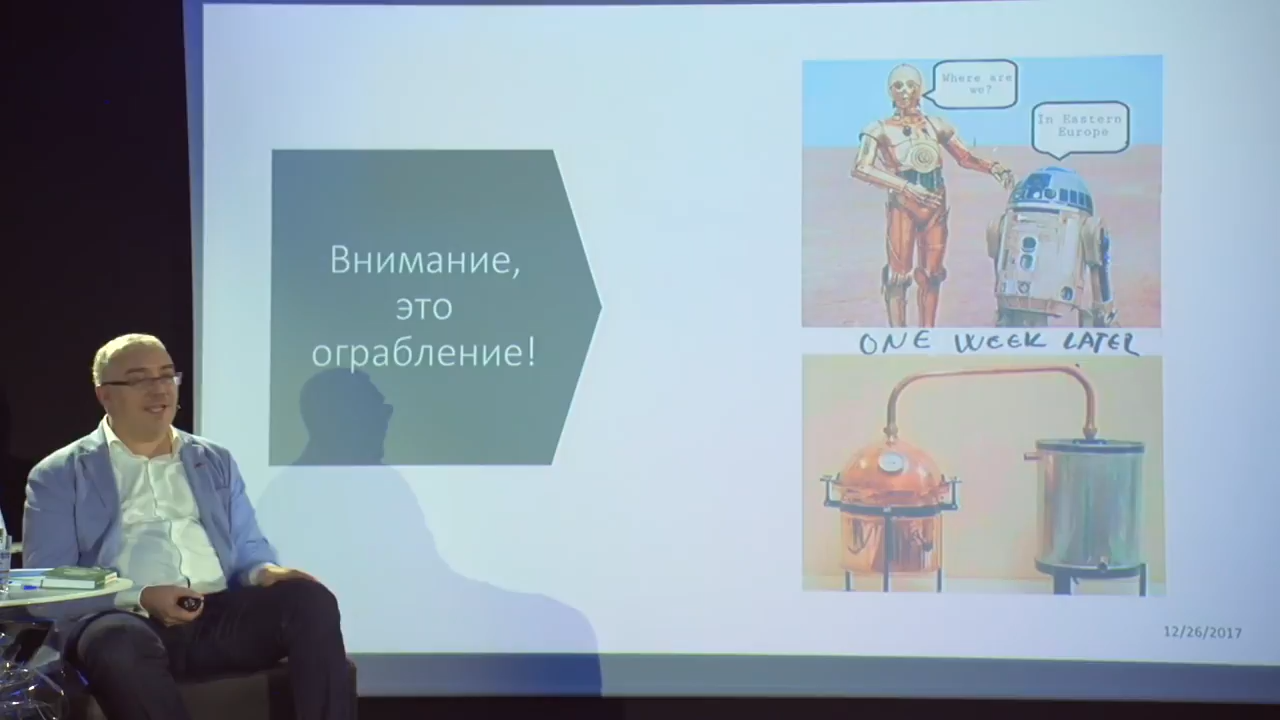 Внимание,
это
ограбление!
Where are
we?
In Eastern
Europe
ONE WEEK LATER
12/26/2017